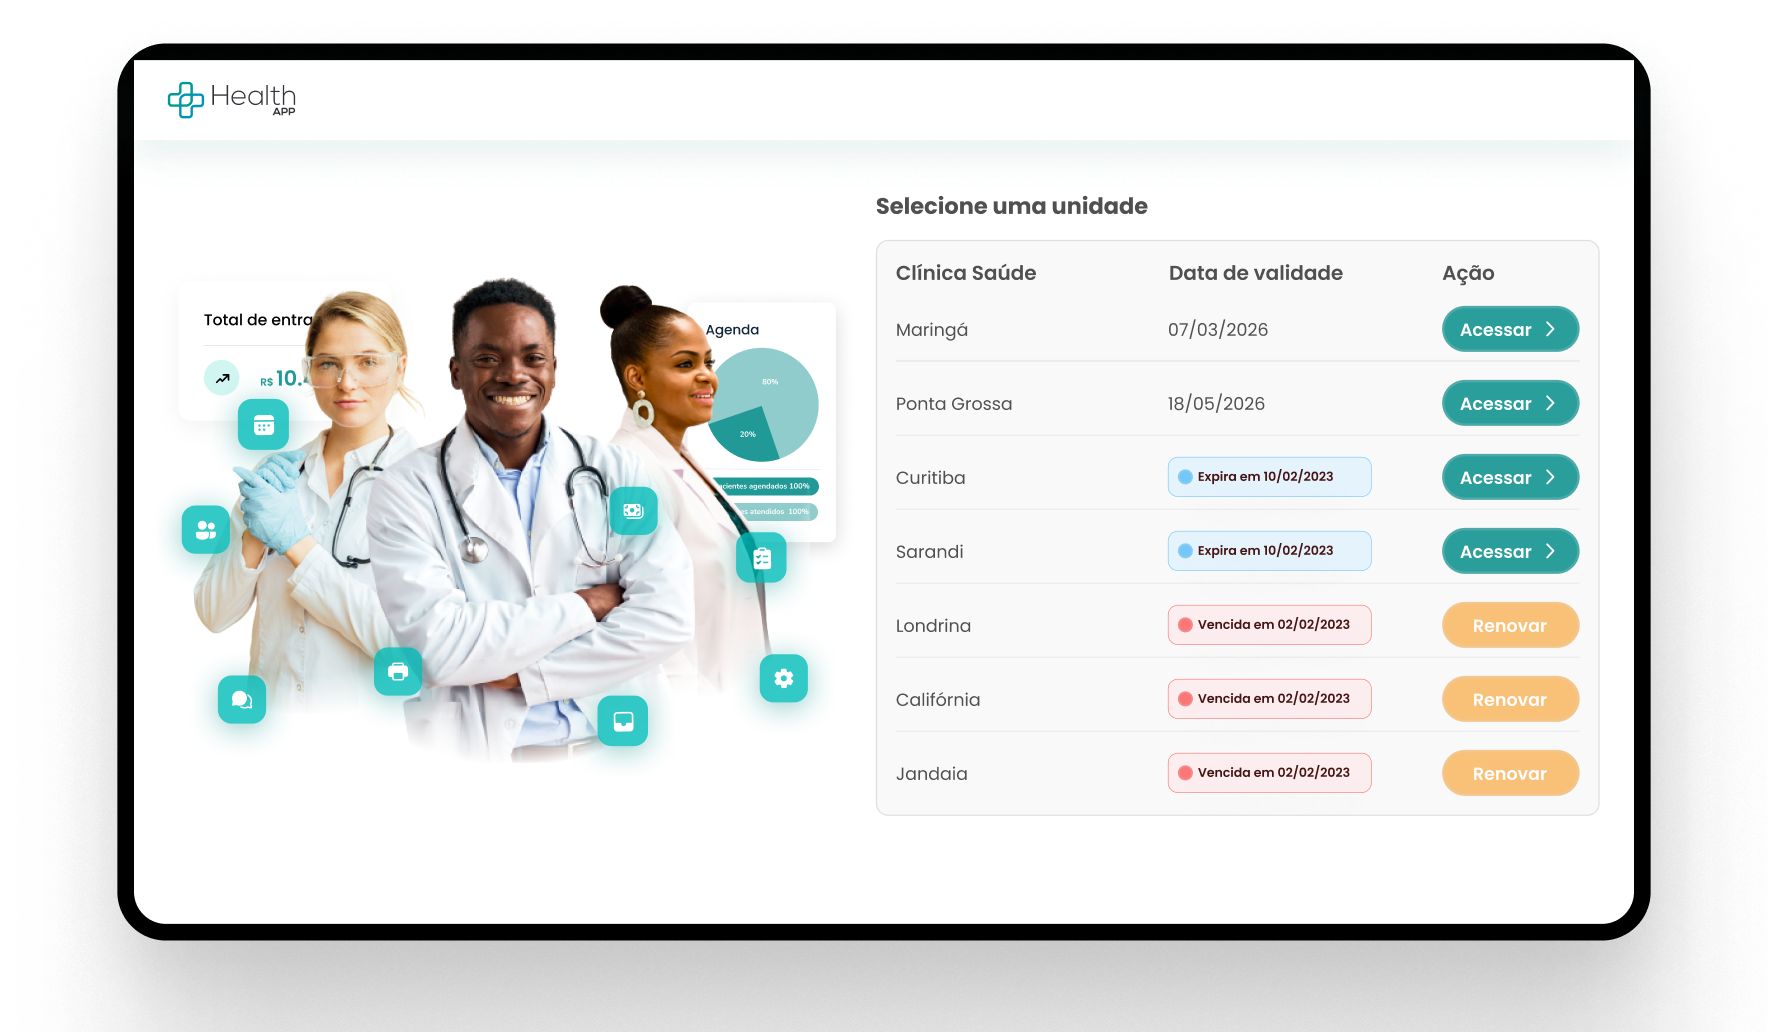 Health
APP
Selecione uma unidade
Clínica Saúde Data de validade Ação
Maringá 07/03/2026 Acessar
Ponta Grossa 18/05/2026 Acessar
Curitiba Expira em 10/02/2023 Acessar
Sarandi Expira em 10/02/2023 Acessar
Londrina Vencida em 02/02/2023 Renovar
Califórnia Vencida em 02/02/2023 Renovar
Jandaia Vencida em 02/02/2023 Renovar
Total de
R$ 10.
Agenda
80%
20%
agendados 100%
atendidos 100%